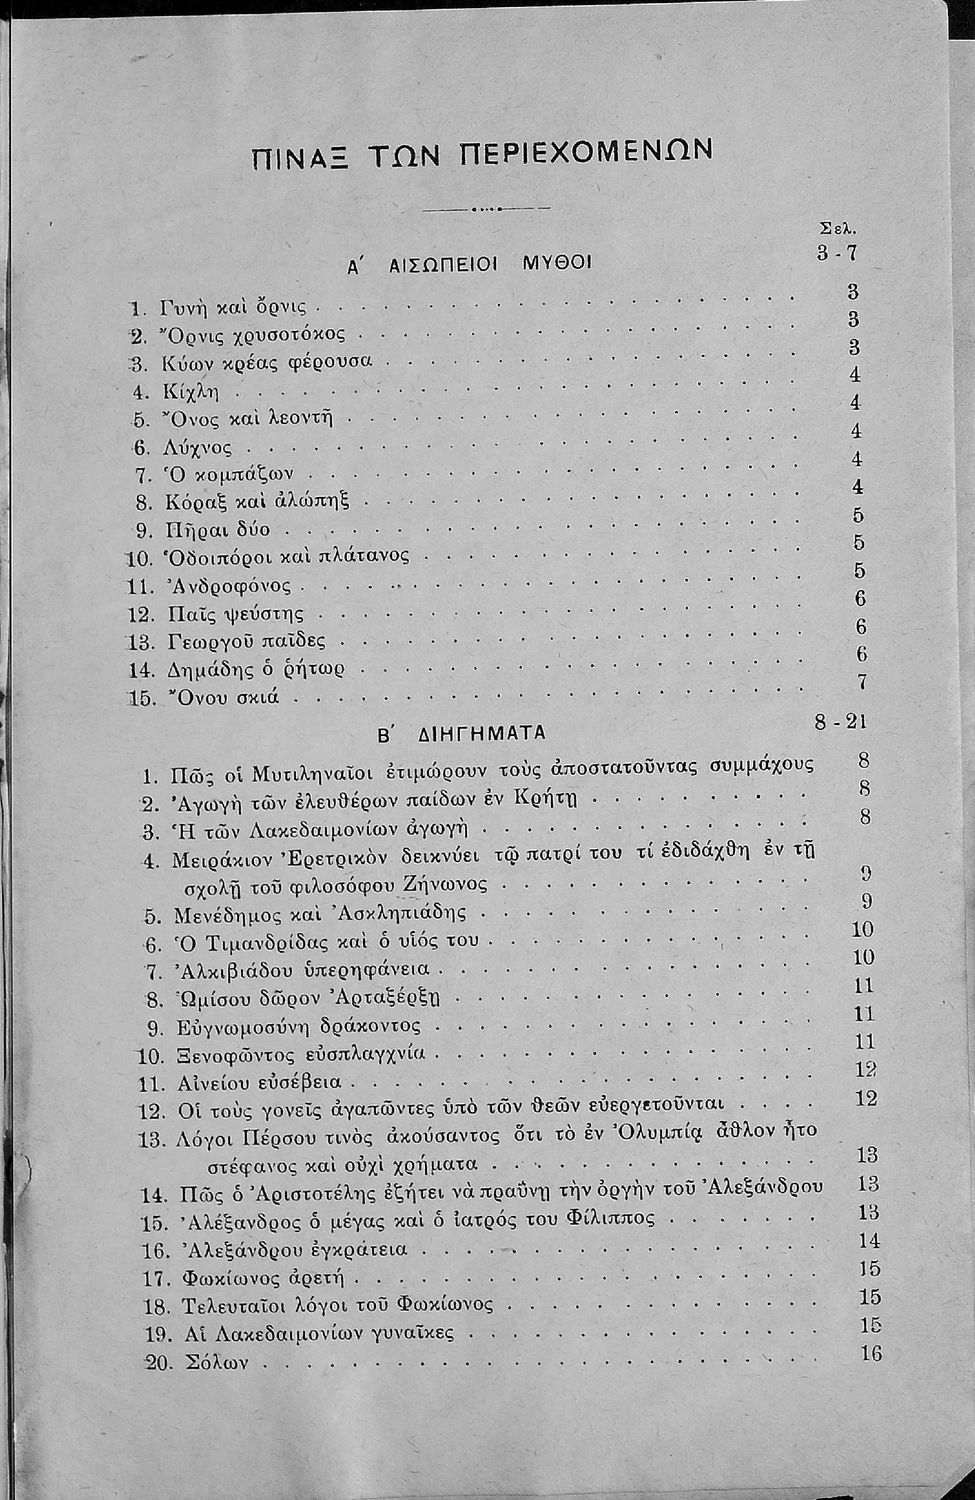 ΠΙΝΑΞ ΤΩΝ ΠΕΡΙΕΧΟΜΕΝΩΝ
Σελ.
Α΄ ΑΙΣΩΠΕΙΟΙ ΜΥΘΟΙ 3-7
1. Γυνὴ καὶ ὄρνις 3
2. Ὄρνις χρυσοτόκος 3
3. Κύων κρέας φέρουσα 3
4. Κίχλη 4
5. Ὄνος καὶ λεοντῆ 4
6. Λύχνος 4
7. Ὁ κομπάζων 4
8. Κόραξ καὶ ἀλώπηξ 4
9. Πῆραι δύο 5
10. Ὁδοιπόροι καὶ πλάτανος 5
11. Ἀνδροφόνος 5
12. Παῖς ψεύστης 6
13. Γεωργοῦ παῖδες 6
14. Δημάδης ὁ ῥήτωρ 6
15. Ὄνου σκιά 7
Β΄ ΔΙΗΓΗΜΑΤΑ 8-21
1. Πῶς οἱ Μυτιληναῖοι ἐτιμώρουν τοὺς ἀποστατοῦντας συμμάχους 8
2. Ἀγωγὴ τῶν ἐλευθέρων παίδων ἐν Κρήτῃ 8
3. Ἡ τῶν Λακεδαιμονίων ἀγωγὴ 8
4. Μειράκιον Ἐρετρικὸν δεικνύει τῷ πατρί του τί ἐδιδάχθη ἐν τῇ
σχολῇ τοῦ φιλοσόφου Ζήνωνος 9
5. Μενέδημος καὶ Ἀσκληπιάδης 9
6. Ὁ Τιμανδρίδας καὶ ὁ υἱός του 10
7. Ἀλκιβιάδου ὑπερηφάνεια 10
8. Ὠμίσου δῶρον Ἀρταξέρξῃ 11
9. Εὐγνωμοσύνη δράκοντος 11
10. Ξενοφῶντος εὐσπλαγχνία 11
11. Αἰνείου εὐσέβεια 12
12. Οἱ τοὺς γονεῖς ἀγαπῶντες ὑπὸ τῶν θεῶν εὐεργετοῦνται 12
13. Λόγοι Πέρσου τινὸς ἀκούσαντος ὅτι τὸ ἐν Ὀλυμπίᾳ ἆθλον ἦτο
στέφανος καὶ οὐχὶ χρήματα 13
14. Πῶς ὁ Ἀριστοτέλης ἐζήτει νὰ πραΰνῃ τὴν ὀργὴν τοῦ Ἀλεξάνδρου 13
15. Ἀλέξανδρος ὁ μέγας καὶ ὁ ἰατρός του Φίλιππος 13
16. Ἀλεξάνδρου ἐγκράτεια 14
17. Φωκίωνος ἀρετή 15
18. Τελευταῖοι λόγοι τοῦ Φωκίωνος 15
19. Αἱ Λακεδαιμονίων γυναῖκες 15
20. Σόλων 16